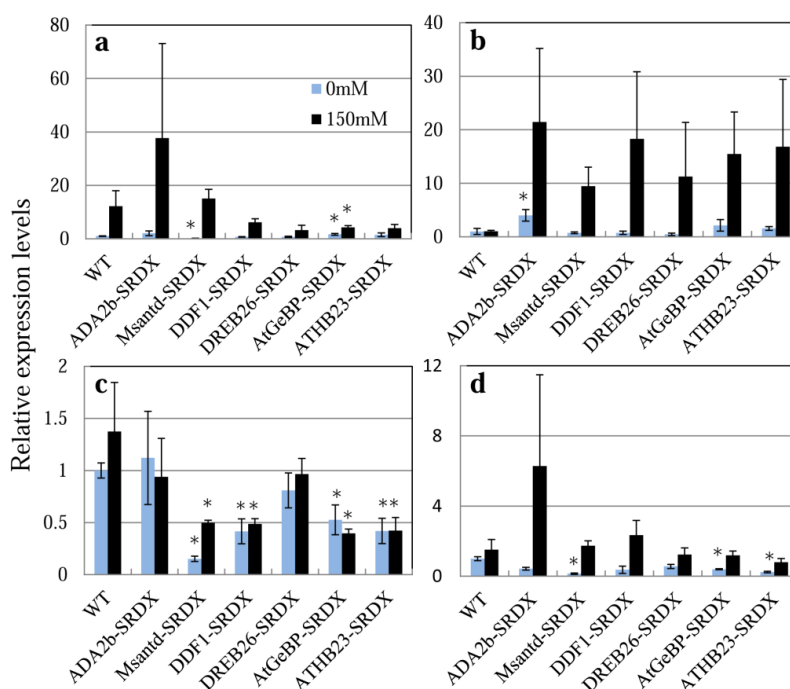 a
80
60
40
20
0
0mM
150mM
* * *
WT
ADA2b-SRDX
Msantd-SRDX
DDF1-SRDX
DREB26-SRDX
AtGeBP-SRDX
ATHB23-SRDX
b
40
30
20
10
0
*
WT
ADA2b-SRDX
Msantd-SRDX
DDF1-SRDX
DREB26-SRDX
AtGeBP-SRDX
ATHB23-SRDX
Relative expression levels
c
2
1.5
1
0.5
0
* * ** * * **
WT
ADA2b-SRDX
Msantd-SRDX
DDF1-SRDX
DREB26-SRDX
AtGeBP-SRDX
ATHB23-SRDX
d
12
8
4
0
* * *
WT
ADA2b-SRDX
Msantd-SRDX
DDF1-SRDX
DREB26-SRDX
AtGeBP-SRDX
ATHB23-SRDX